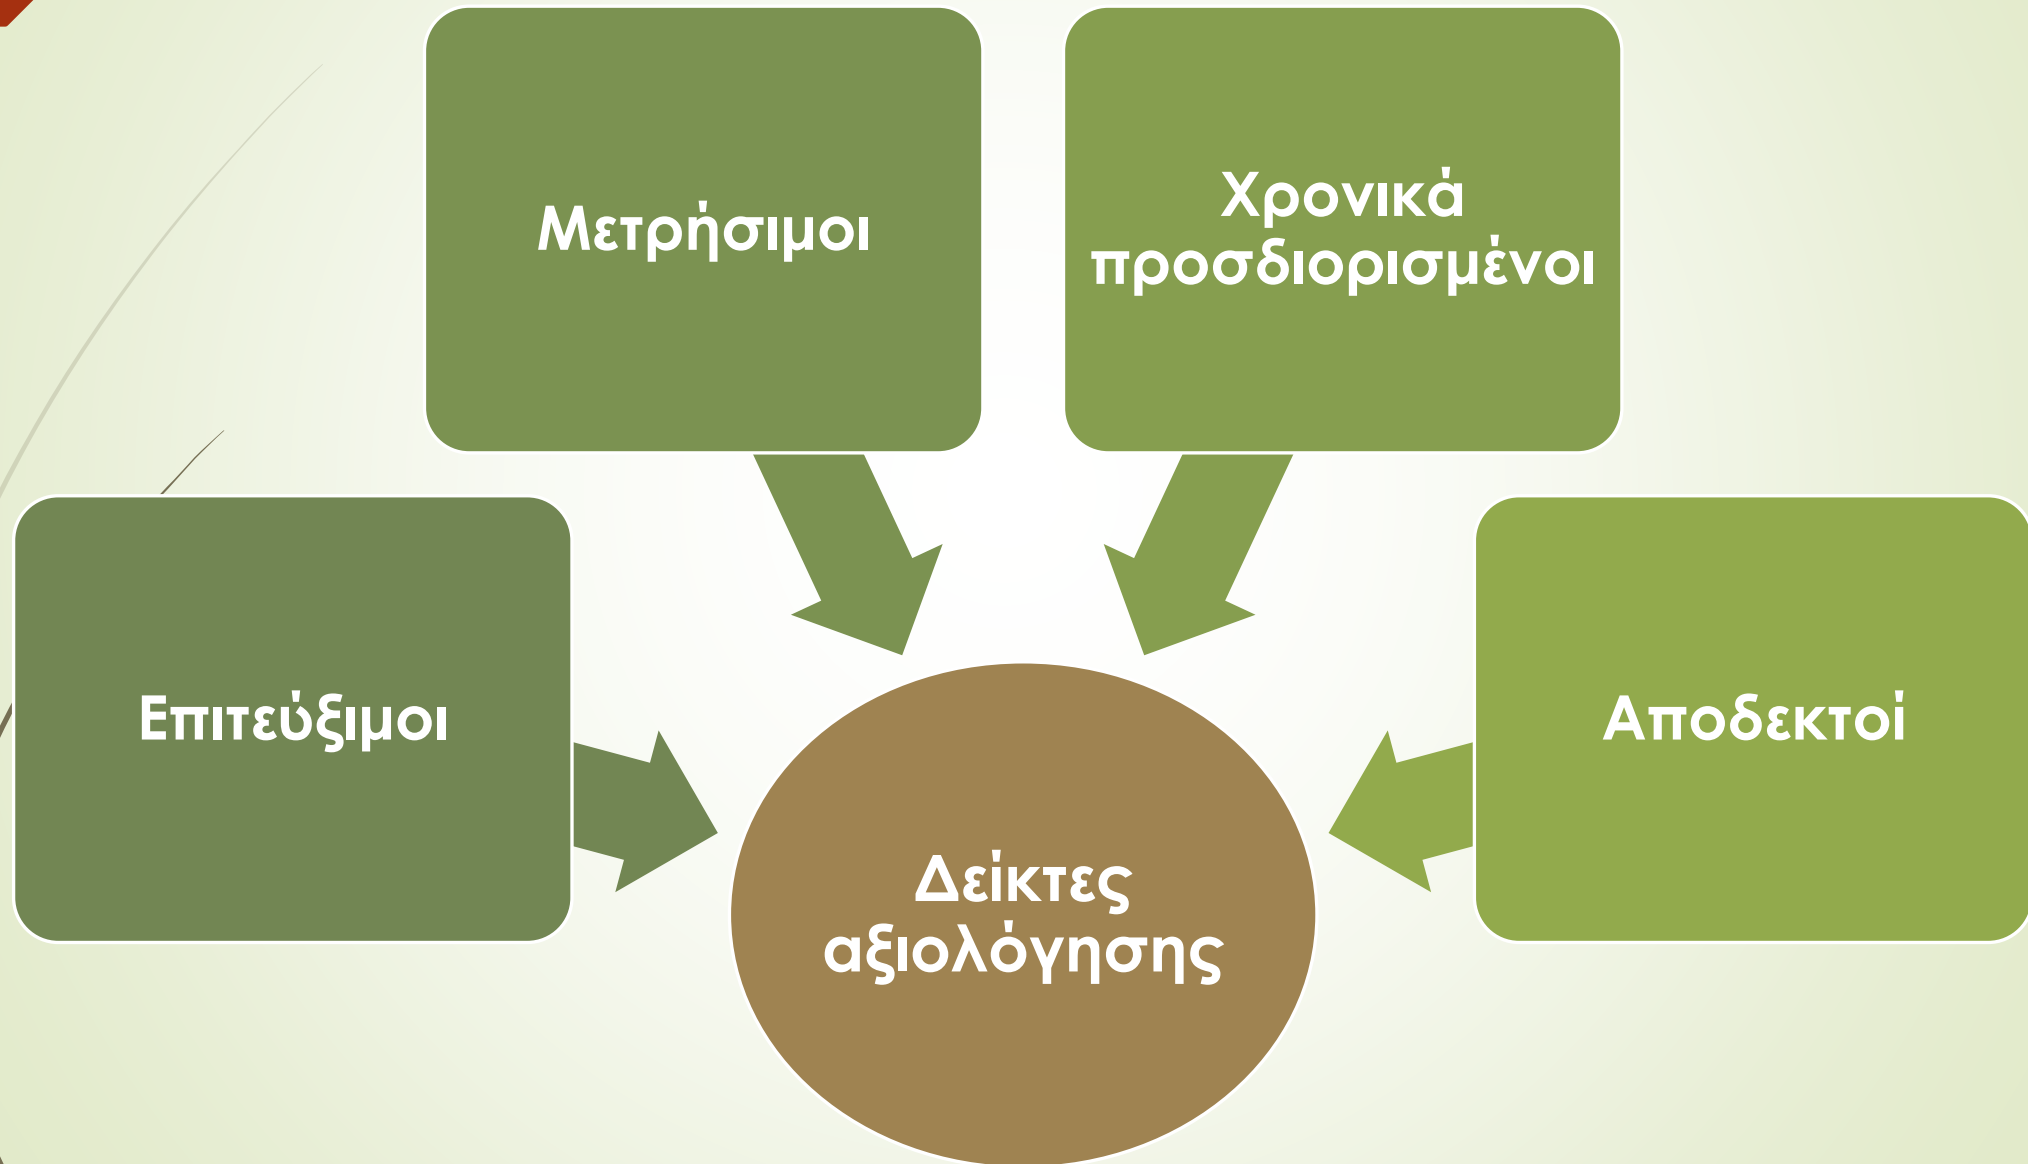 Μετρήσιμοι
Χρονικά
προσδιορισμένοι
Επιτεύξιμοι
Αποδεκτοί
Δείκτες
αξιολόγησης